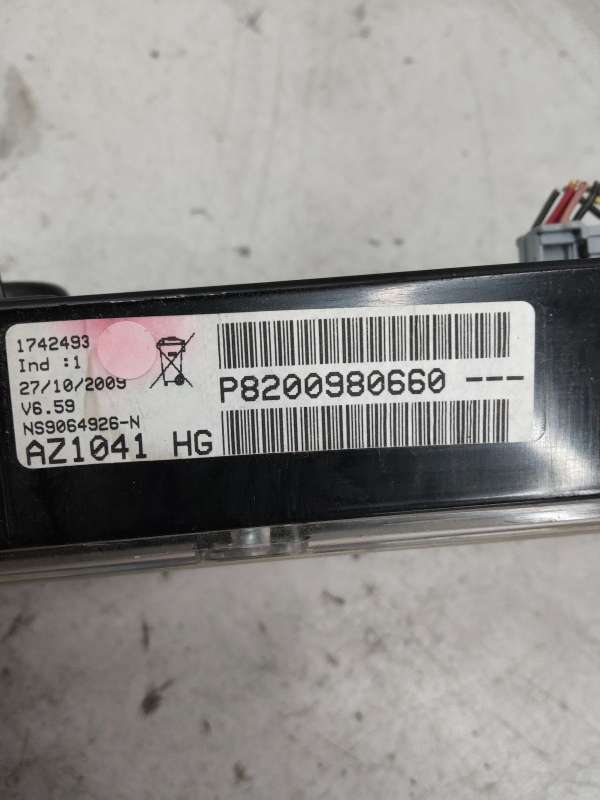 1742493
Ind :1
27/10/2009
V6.59
NS9064926-N
AZ1041 HG
P8200980660 ---